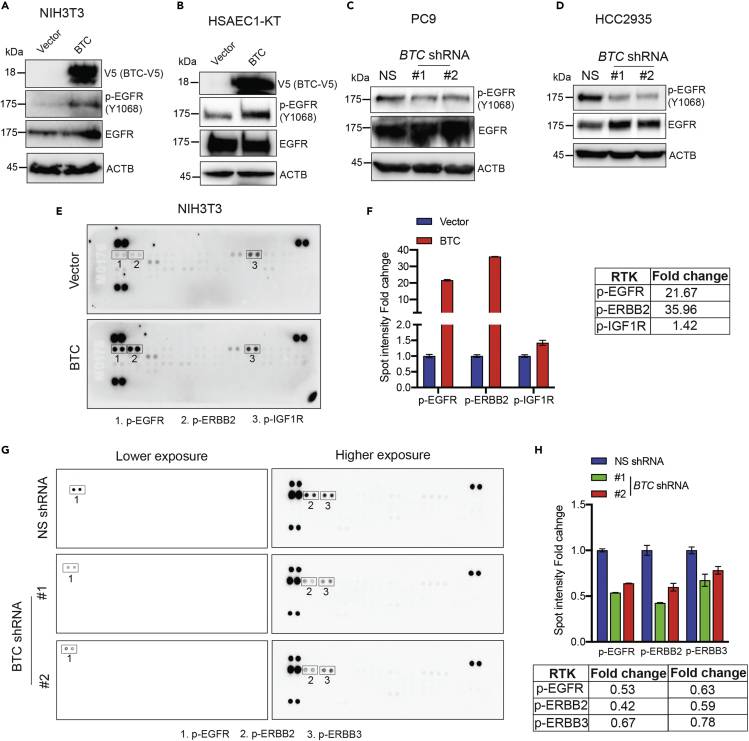 A
NIH3T3
Vector
BTC
kDa
18
V5 (BTC-V5)
175
p-EGFR
(Y1068)
175
EGFR
45
ACTB
B
HSAEC1-KT
Vector
BTC
kDa
18
V5 (BTC-V5)
175
p-EGFR
(Y1068)
175
EGFR
45
ACTB
C
PC9
BTC shRNA
kDa
NS #1 #2
175
p-EGFR
(Y1068)
175
EGFR
45
ACTB
D
HCC2935
BTC shRNA
kDa
NS #1 #2
175
p-EGFR
(Y1068)
175
EGFR
45
ACTB
E
NIH3T3
Vector
1 2 3
BTC
1 2 3
1. p-EGFR 2. p-ERBB2 3. p-IGF1R
F
Vector
BTC
Spot intensity Fold cahnge
40
30
20
10
1.5
1.0
0.5
0.0
p-EGFR p-ERBB2 p-IGF1R
RTK Fold change
p-EGFR 21.67
p-ERBB2 35.96
p-IGF1R 1.42
G
Lower exposure Higher exposure
NS shRNA
1
2 3
BTC shRNA
#1
1
2 3
#2
1
2 3
1. p-EGFR 2. p-ERBB2 3. p-ERBB3
H
NS shRNA
#1
#2
BTC shRNA
Spot intensity Fold cahnge
1.5
1.0
0.5
0.0
p-EGFR p-ERBB2 p-ERBB3
RTK Fold change Fold change
p-EGFR 0.53 0.63
p-ERBB2 0.42 0.59
p-ERBB3 0.67 0.78